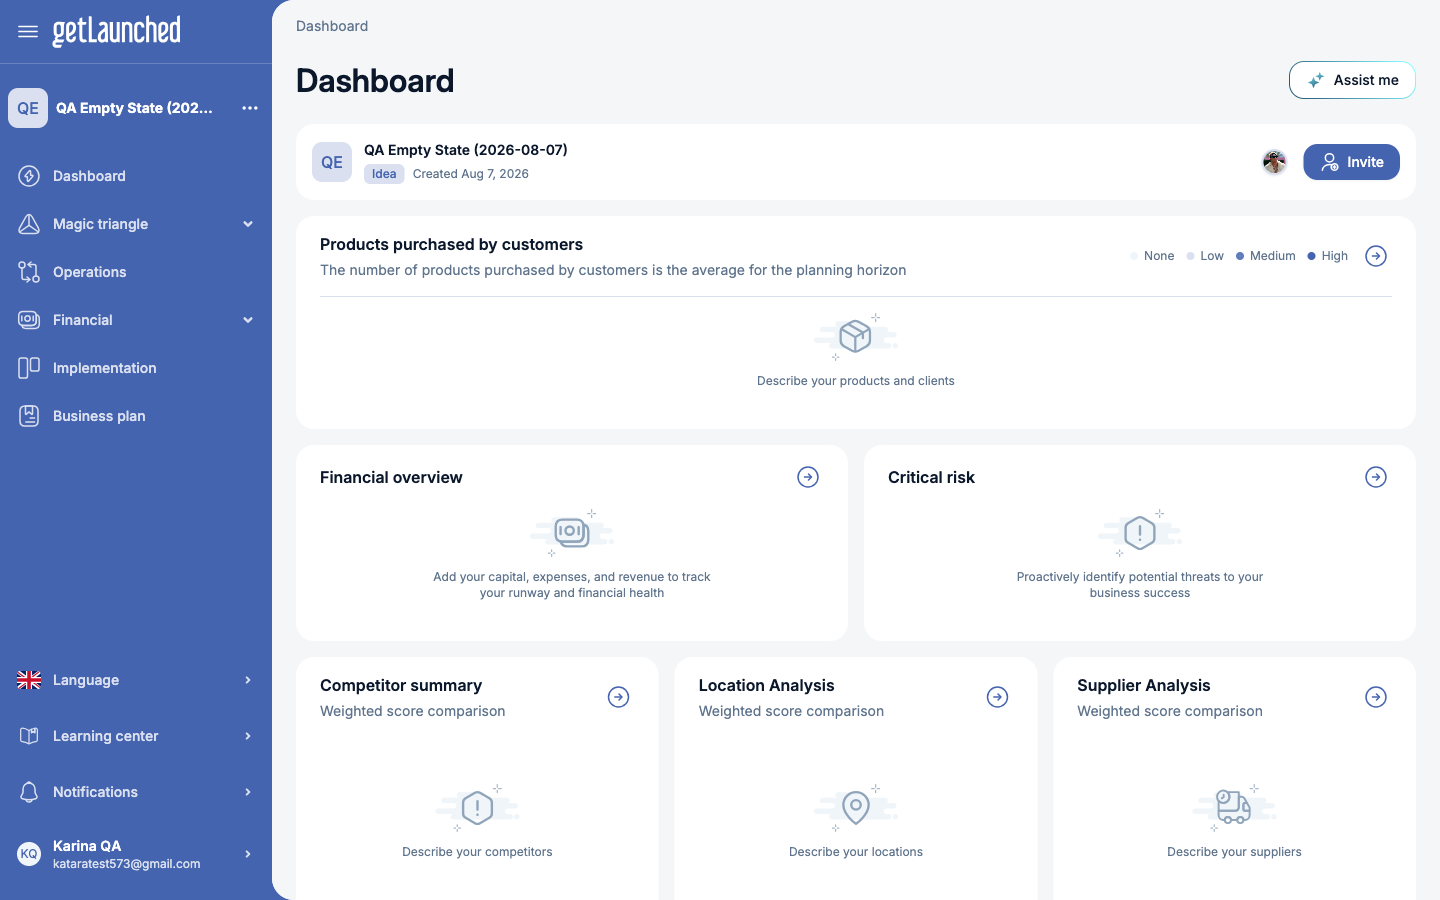 getLaunched
QE
QA Empty State (202...
Dashboard
Magic triangle
Operations
Financial
Implementation
Business plan
Language
Learning center
Notifications
KQ
Karina QA
kataratest573@gmail.com
Dashboard
Dashboard
Assist me
QE
QA Empty State (2026-08-07)
Idea
Created Aug 7, 2026
Invite
Products purchased by customers
The number of products purchased by customers is the average for the planning horizon
None Low Medium High
Describe your products and clients
Financial overview
Add your capital, expenses, and revenue to track
your runway and financial health
Critical risk
Proactively identify potential threats to your
business success
Competitor summary
Weighted score comparison
Describe your competitors
Location Analysis
Weighted score comparison
Describe your locations
Supplier Analysis
Weighted score comparison
Describe your suppliers